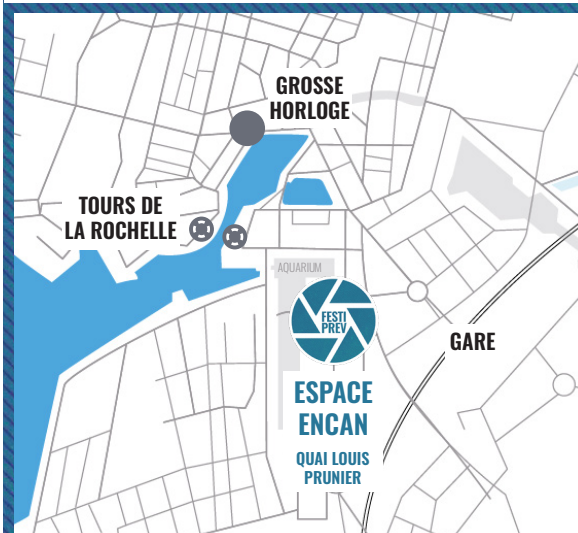 GROSSE
HORLOGE
TOURS DE
LA ROCHELLE
AQUARIUM
FESTI
PREV
GARE
ESPACE
ENCAN
QUAI LOUIS
PRUNIER